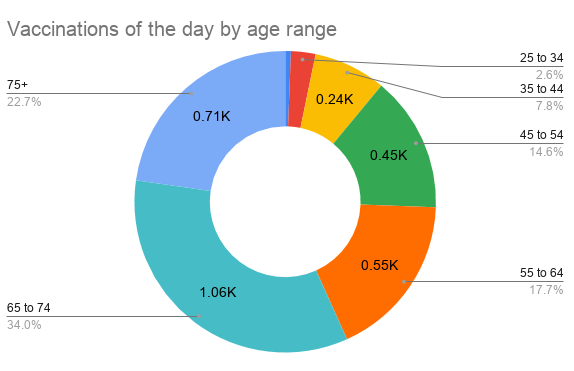 Vaccinations of the day by age range
25 to 34
2.6%
35 to 44
7.8%
45 to 54
14.6%
55 to 64
17.7%
65 to 74
34.0%
75+
22.7%
0.24K
0.45K
0.55K
1.06K
0.71K